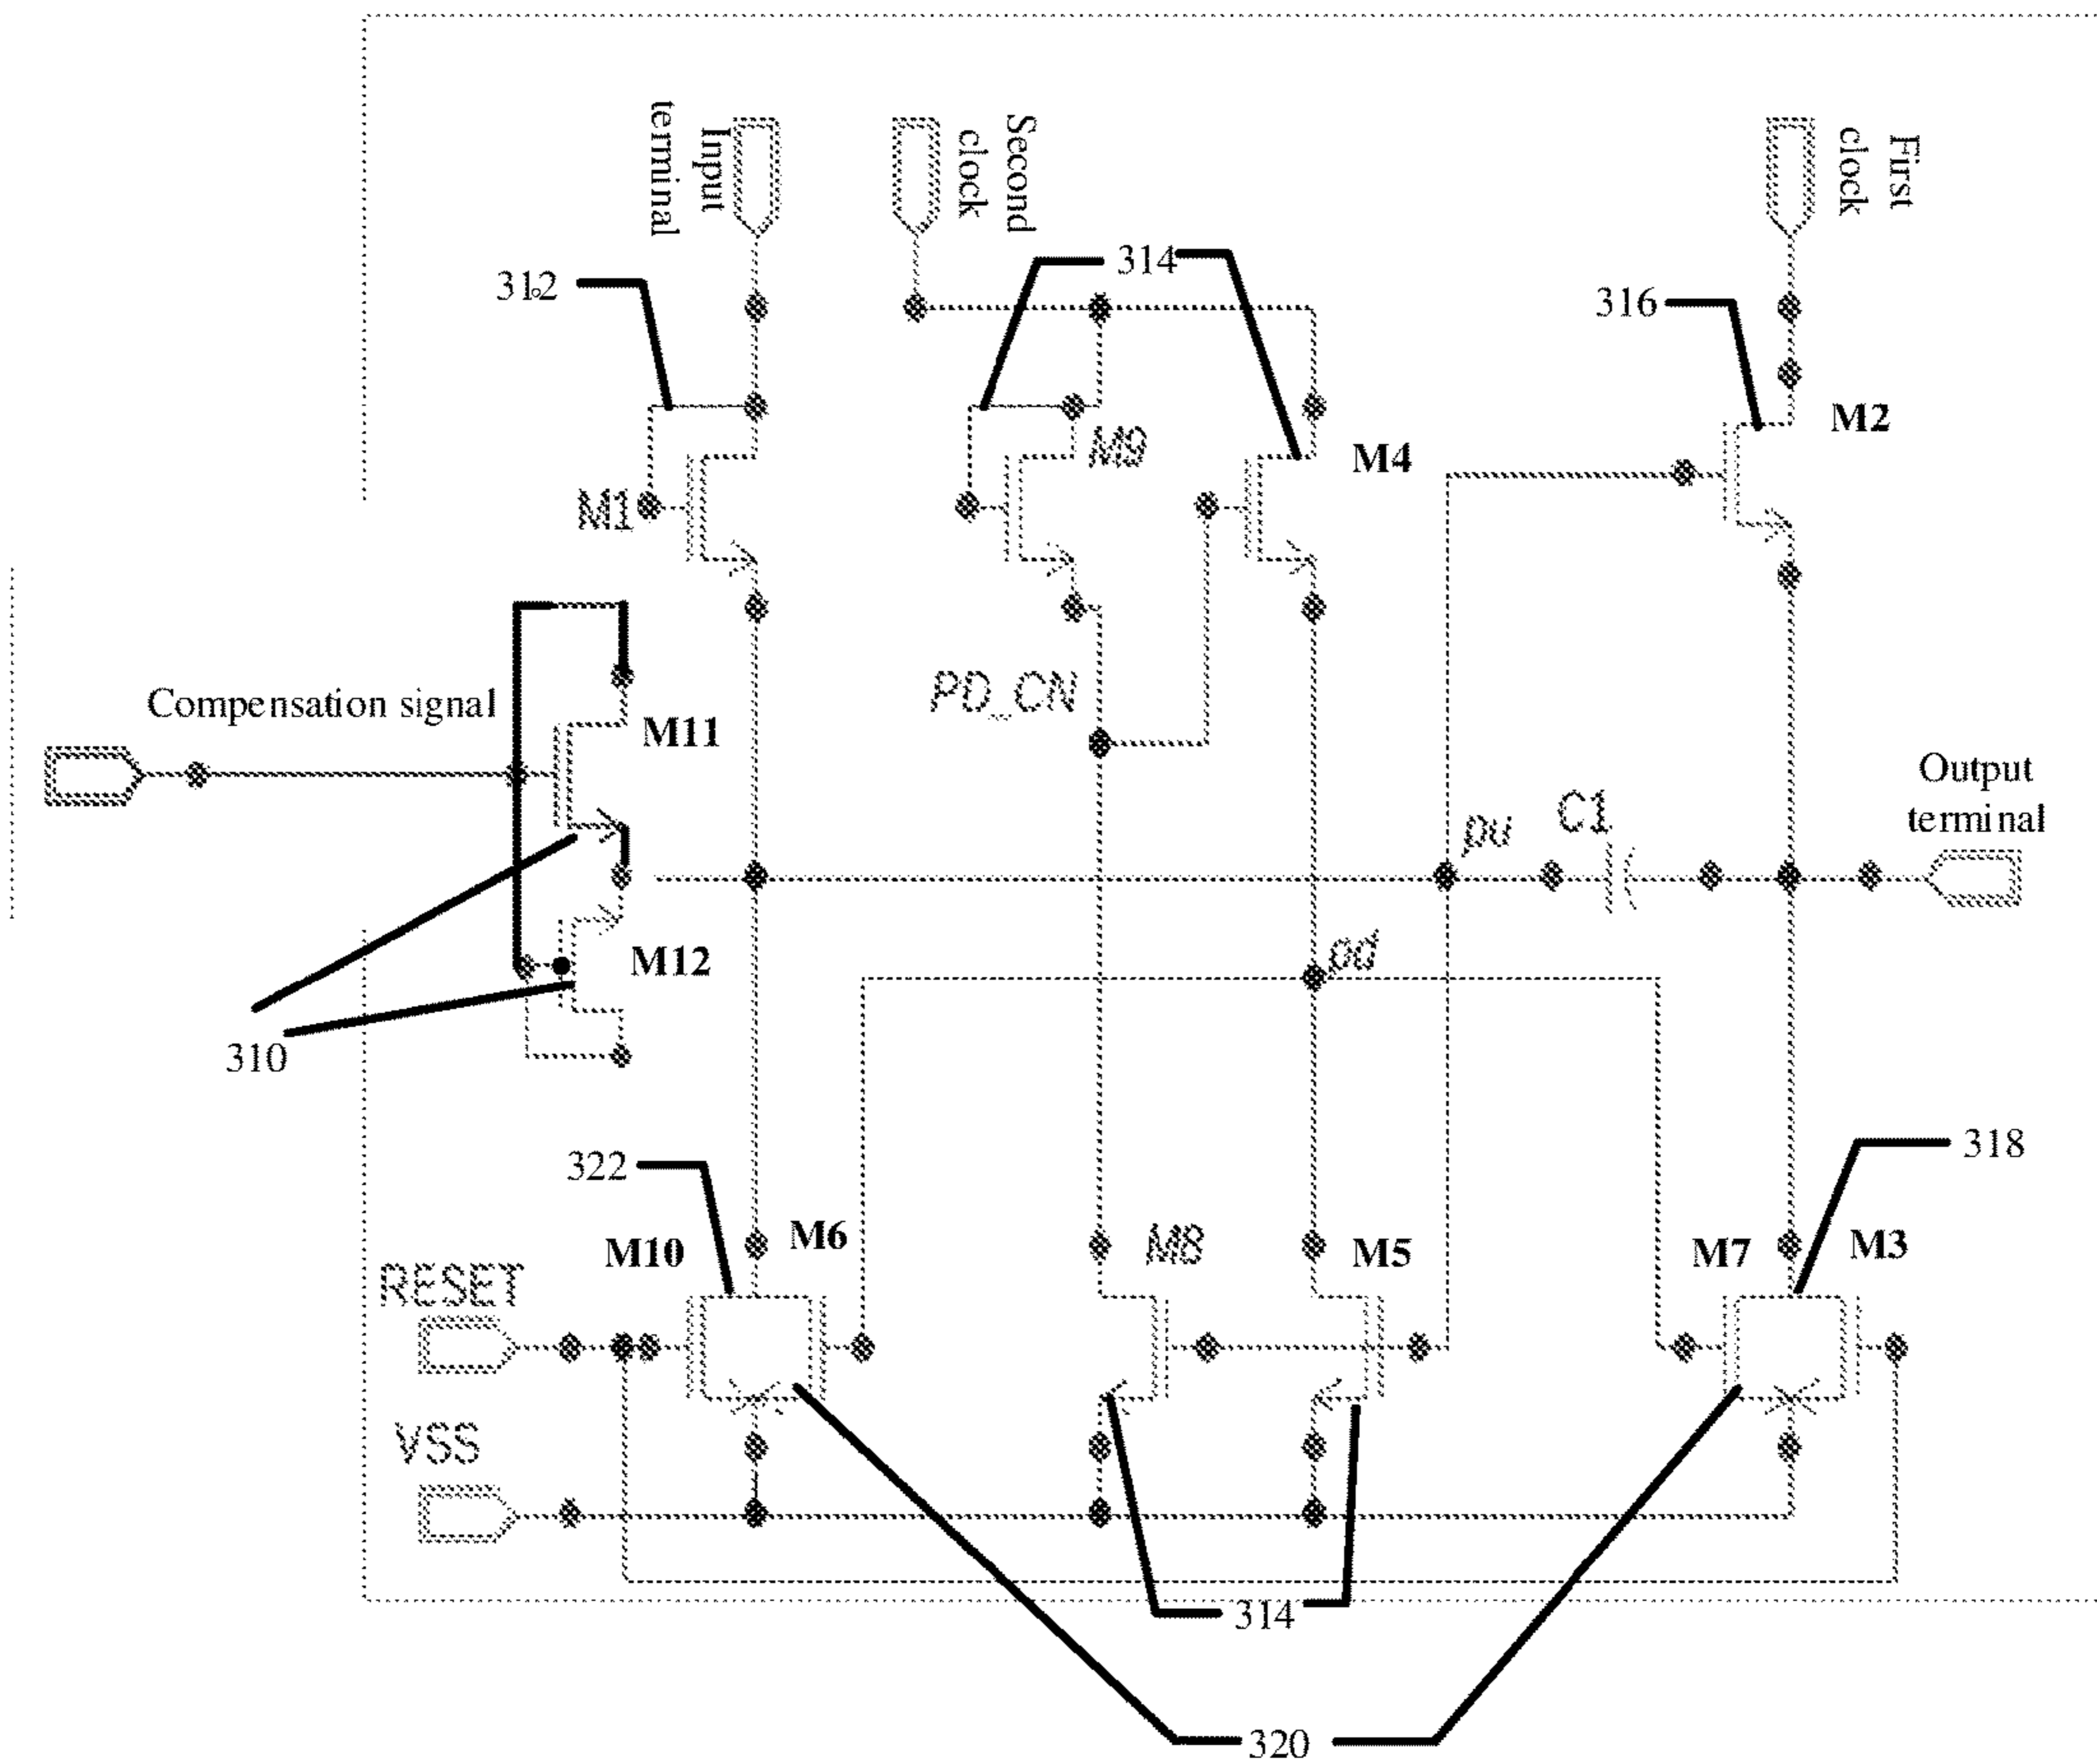 Input
terminal
Second
clock
First
clock
312
314
316
M2
M9
M4
M1
Compensation signal
M11
PD_CN
Output
terminal
C1
pu
M12
pd
310
318
322
M6
M10
M8
M5
M7
M3
RESET
VSS
314
320